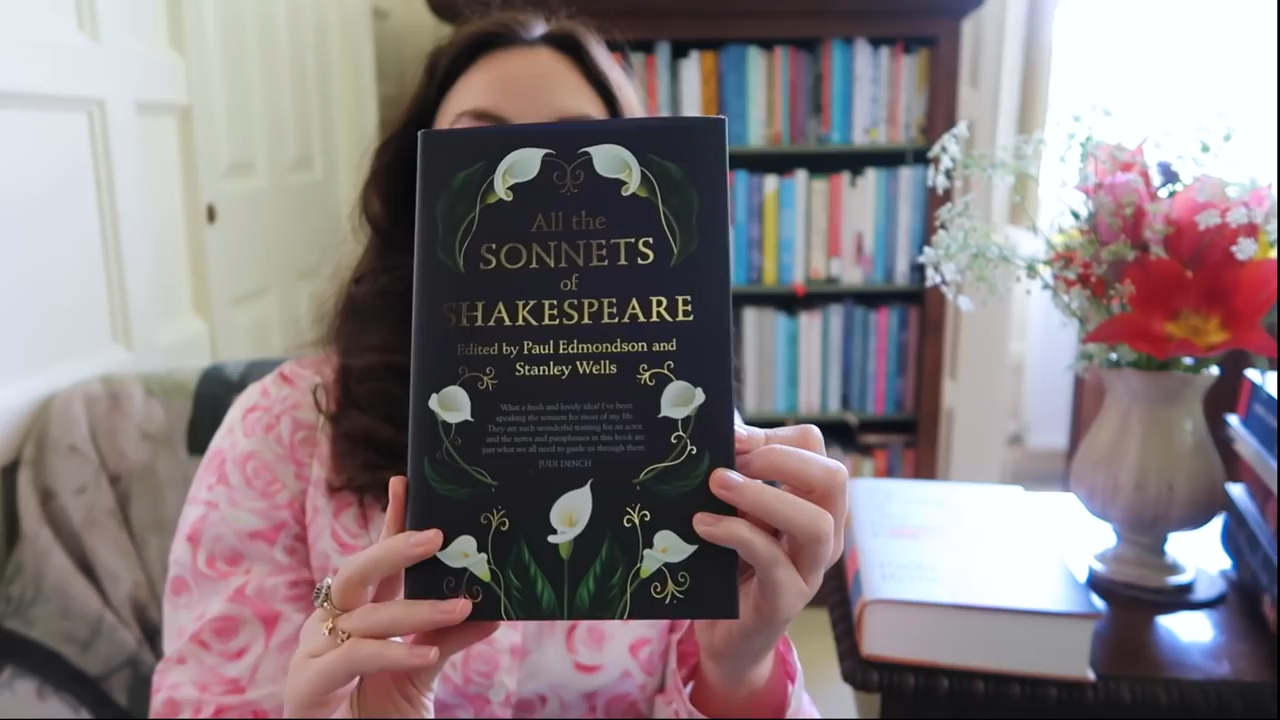 All the
SONNETS
of
SHAKESPEARE
Edited by Paul Edmondson and
Stanley Wells
'What a fresh and lovely idea! I've been
speaking the sonnets for most of my life.
They are such wonderful training for an actor,
and the notes and paraphrases in this book are
just what we all need to guide us through them.
JUDI DENCH